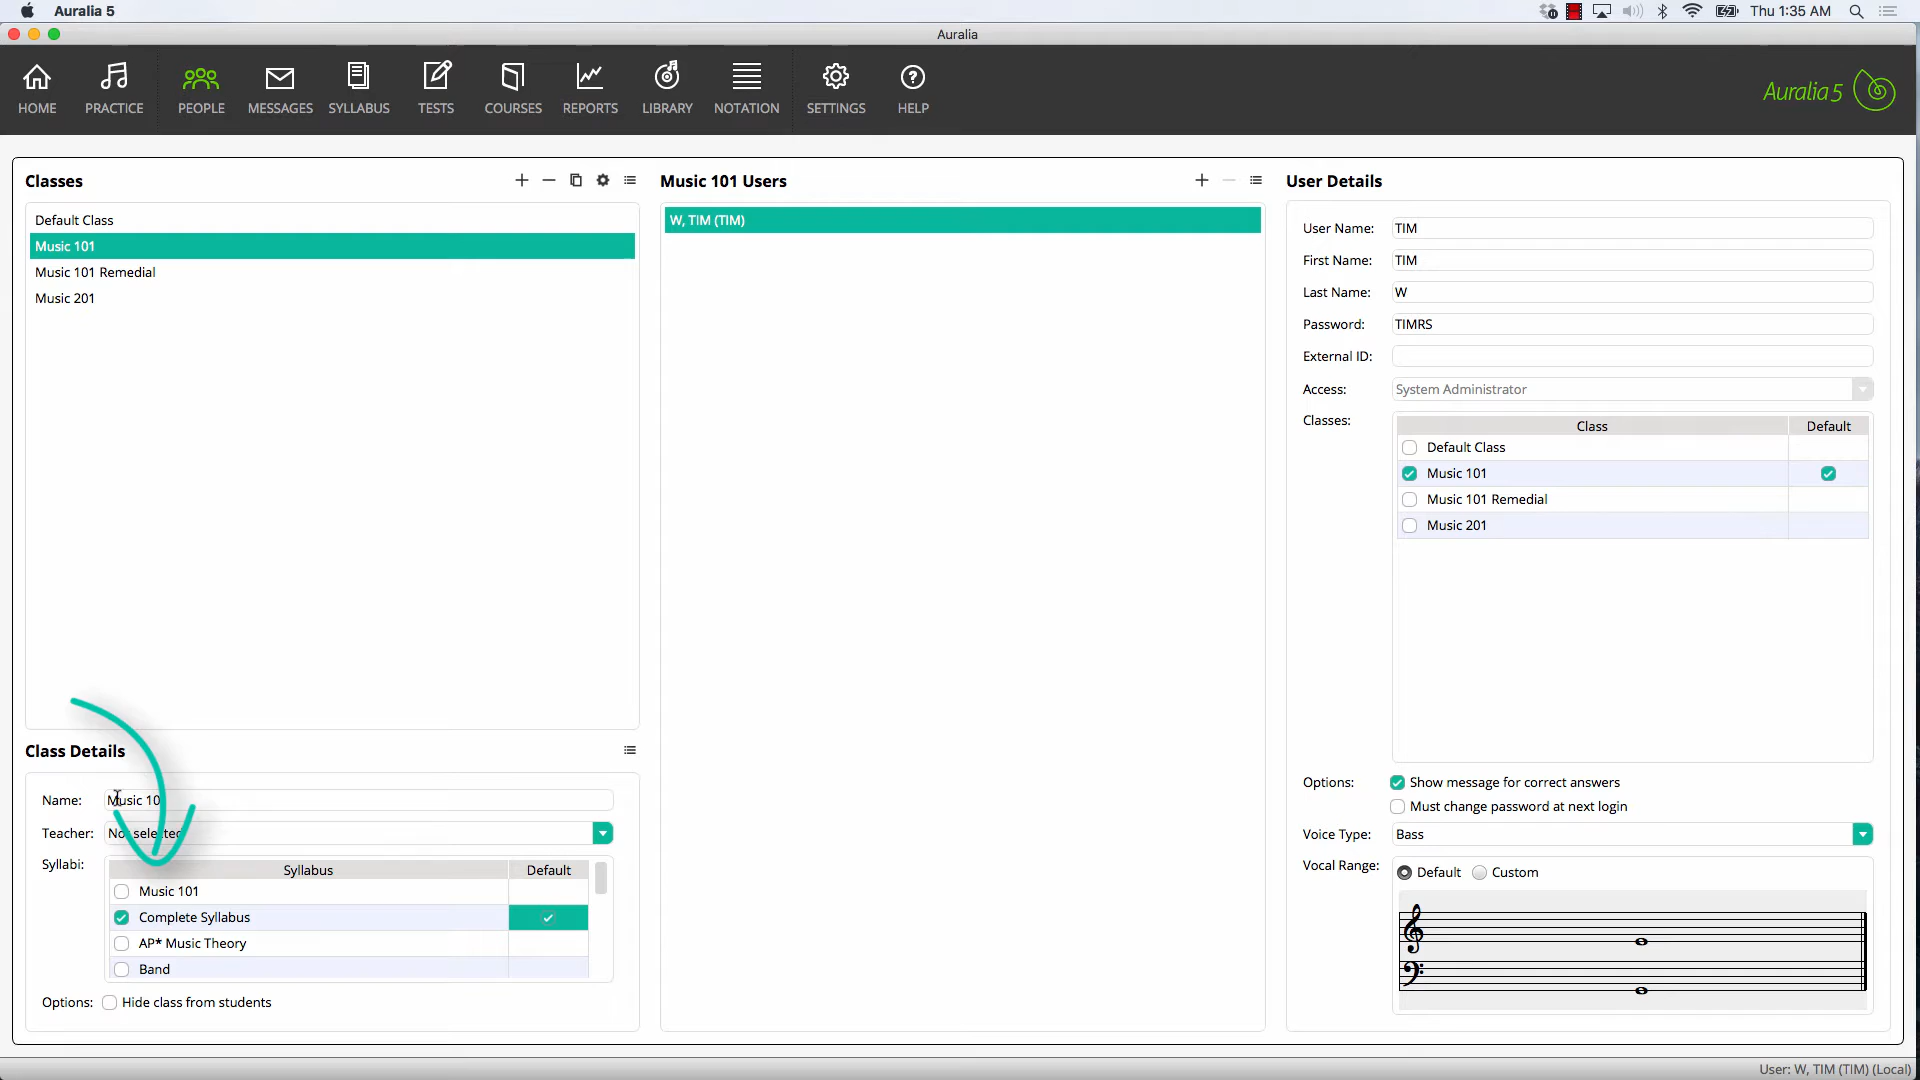 Auralia 5
Thu 1:35 AM
Auralia
HOME
PRACTICE
PEOPLE
MESSAGES
SYLLABUS
TESTS
COURSES
REPORTS
LIBRARY
NOTATION
SETTINGS
HELP
Auralia 5
Classes
Default Class
Music 101
Music 101 Remedial
Music 201
Class Details
Name: Music 10
Teacher: Not selected
Syllabi:
Syllabus Default
Music 101
Complete Syllabus
AP* Music Theory
Band
Options: Hide class from students
Music 101 Users
W, TIM (TIM)
User Details
User Name: TIM
First Name: TIM
Last Name: W
Password: TIMRS
External ID:
Access: System Administrator
Classes:
Class Default
Default Class
Music 101
Music 101 Remedial
Music 201
Options: Show message for correct answers
Must change password at next login
Voice Type: Bass
Vocal Range: Default Custom
User: W, TIM (TIM) (Local)